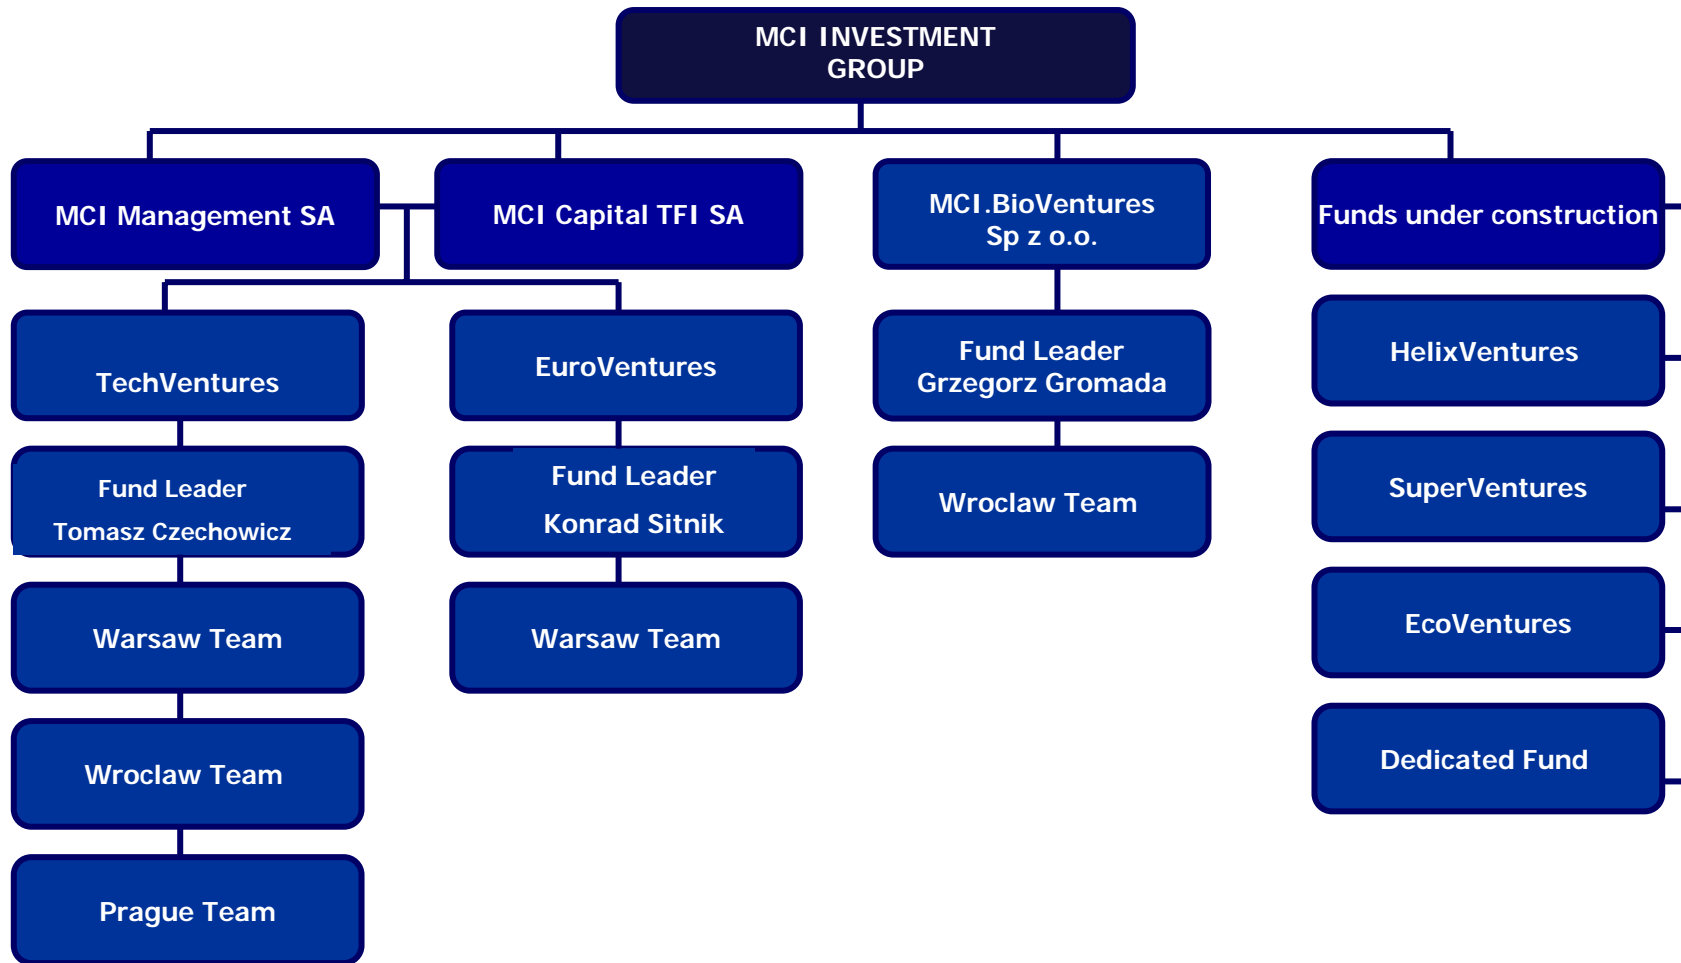 MCI INVESTMENT
GROUP
MCI Management SA
MCI Capital TFI SA
MCI.BioVentures
Sp z o.o.
Funds under construction
TechVentures
EuroVentures
Fund Leader
Grzegorz Gromada
HelixVentures
Fund Leader
Tomasz Czechowicz
Fund Leader
Konrad Sitnik
Wroclaw Team
SuperVentures
Warsaw Team
Warsaw Team
EcoVentures
Wroclaw Team
Dedicated Fund
Prague Team